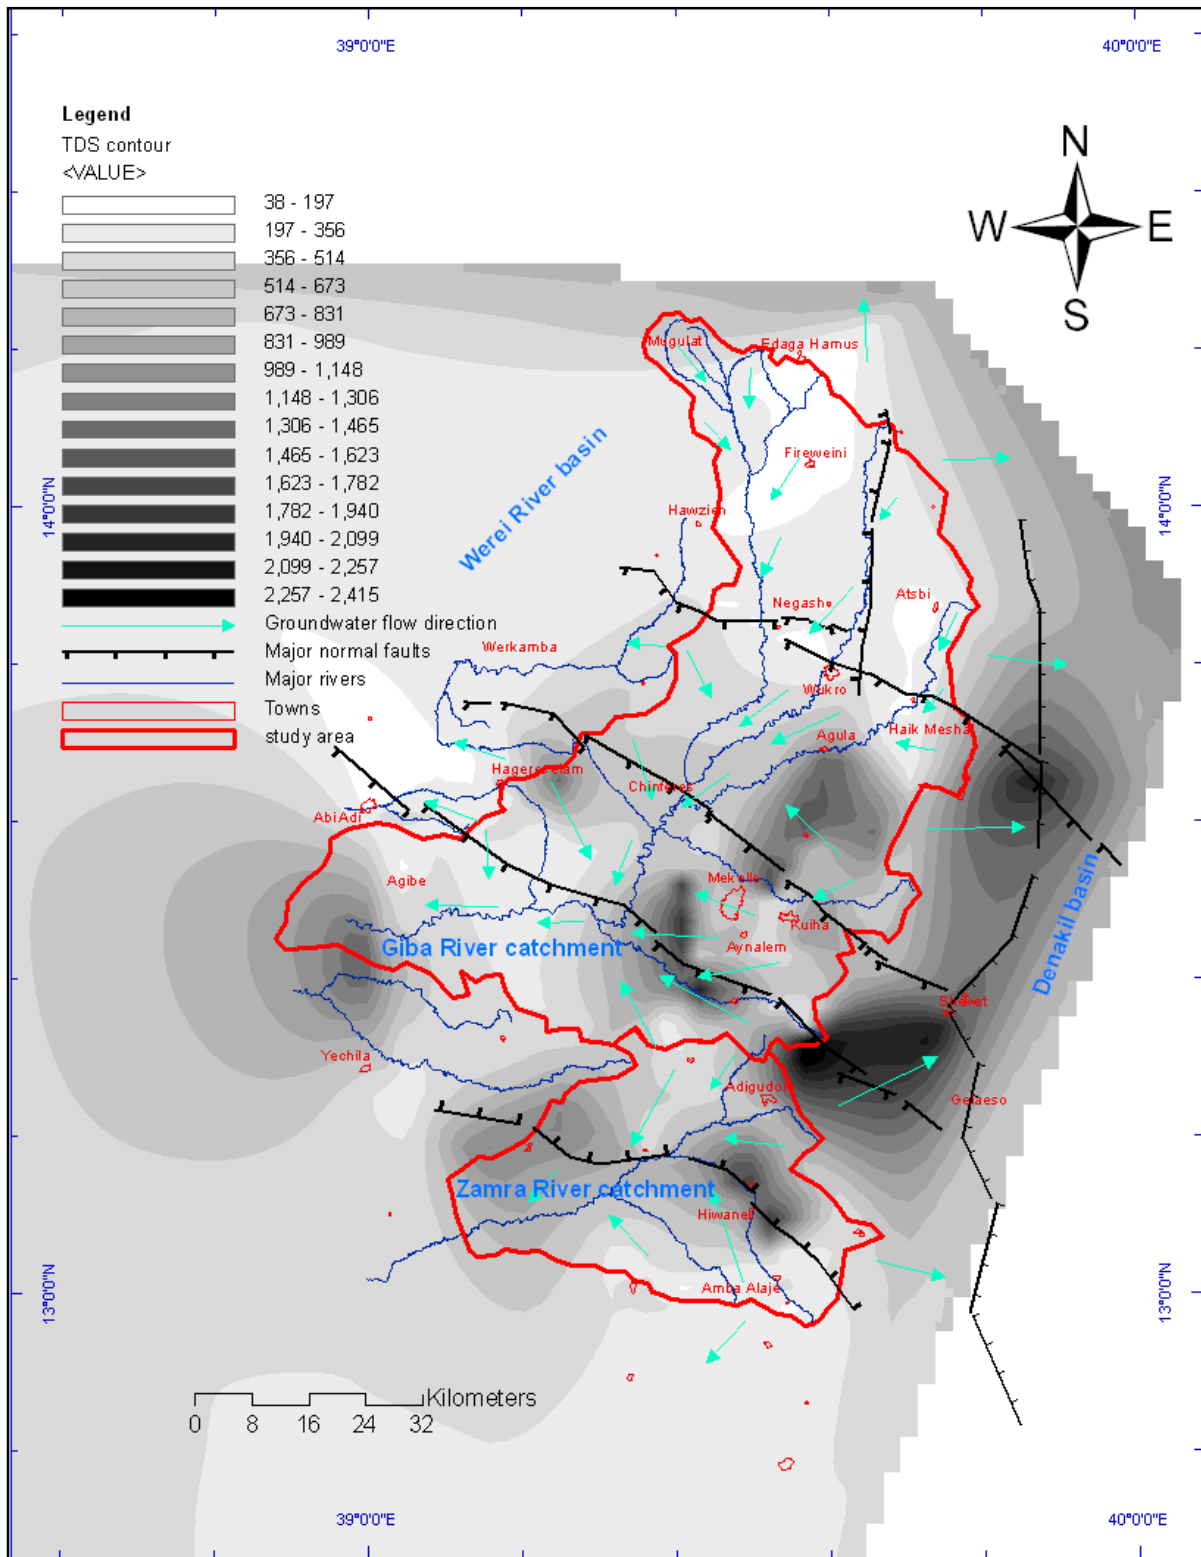 39°0'0"E
40°0'0"E
Legend
TDS contour
<VALUE>
38 - 197
197 - 356
356 - 514
514 - 673
673 - 831
831 - 989
989 - 1,148
1,148 - 1,306
1,306 - 1,465
1,465 - 1,623
1,623 - 1,782
1,782 - 1,940
1,940 - 2,099
2,099 - 2,257
2,257 - 2,415
Groundwater flow direction
Major normal faults
Major rivers
Towns
study area
N
W
E
S
Mugulat
Edaga Hamus
Fireweini
Werei River basin
14°0'0"N
14°0'0"N
Hawzien
Negash
Atsbi
Werkamba
Wukro
Haik Mesha
Agula
Hagereselam
Chinferes
AbiAdi
Mek'elle
Agibe
Kuiha
Giba River catchment
Aynalem
Denakil basin
Sheket
Yechila
Adigudom
Gelaeso
Zamra River catchment
Hiwane
Amba Alaje
13°0'0"N
13°0'0"N
Kilometers
0 8 16 24 32
39°0'0"E
40°0'0"E